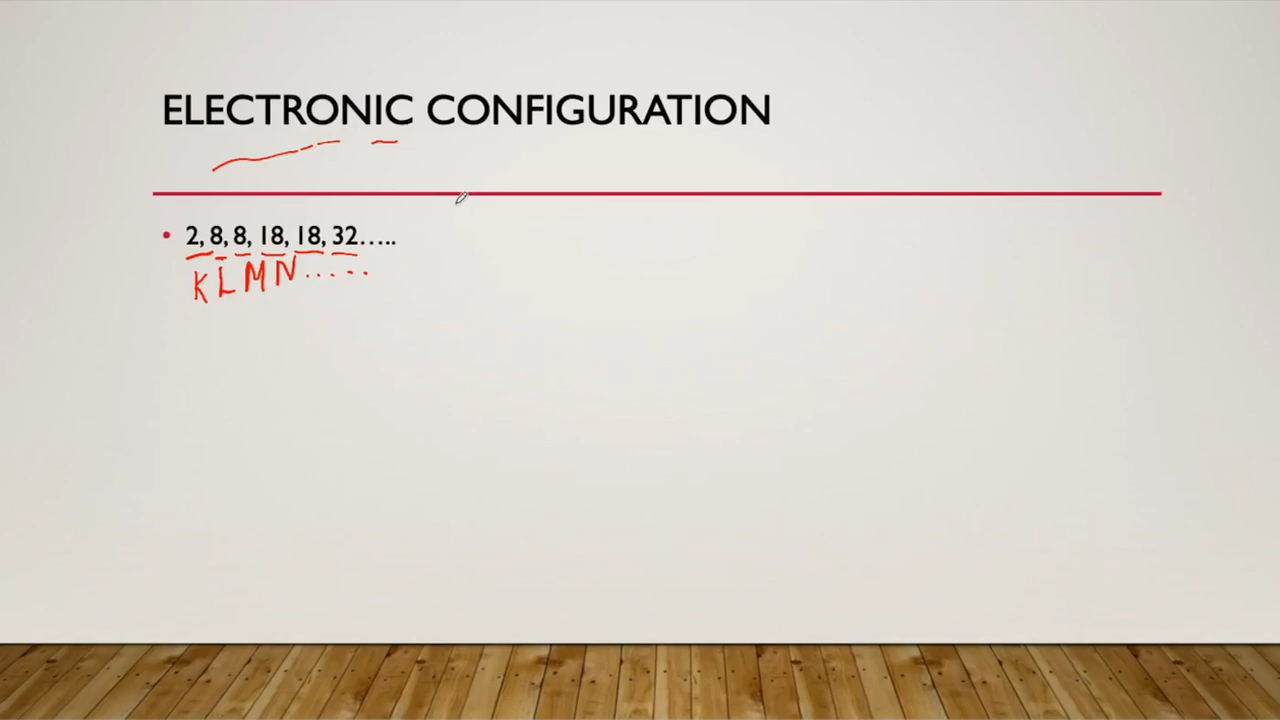 ELECTRONIC CONFIGURATION
• 2, 8, 8, 18, 18, 32…..
K L M N . . . . .